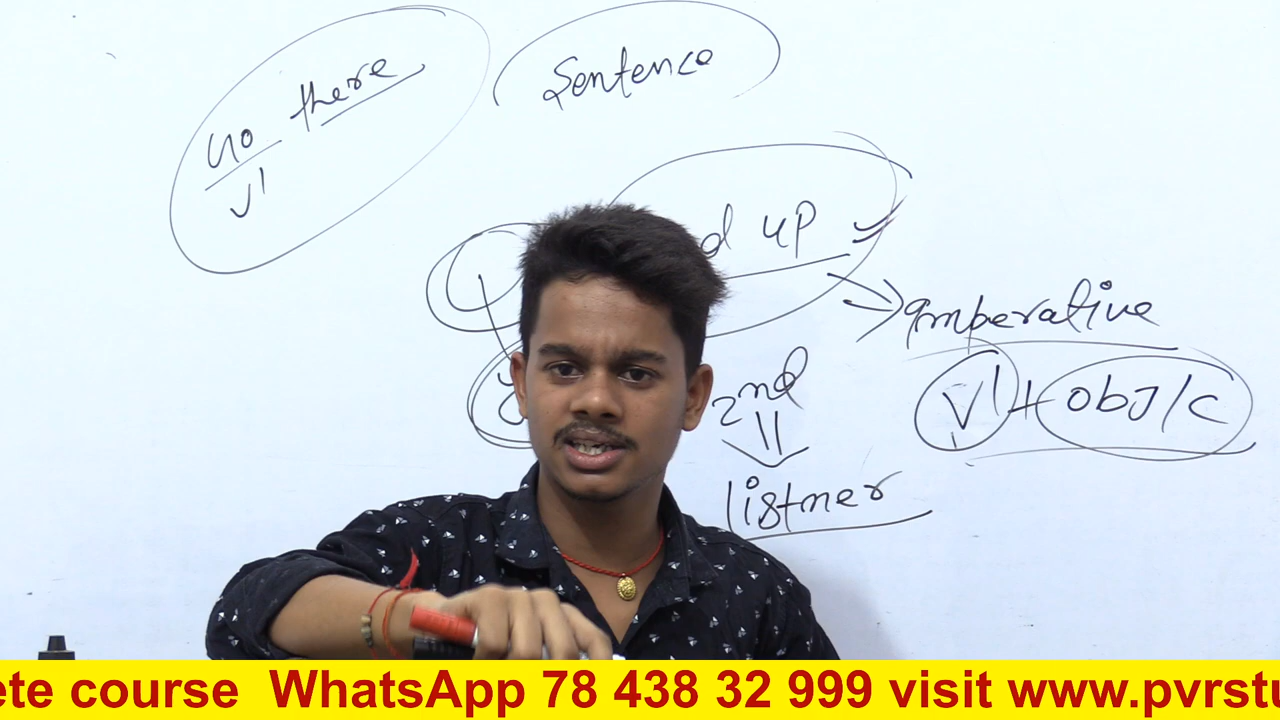 Sentence
go there
V1
d up
imperative
2nd
V1 + obj/c
listner
ete course WhatsApp 78 438 32 999 visit www.pvrstu